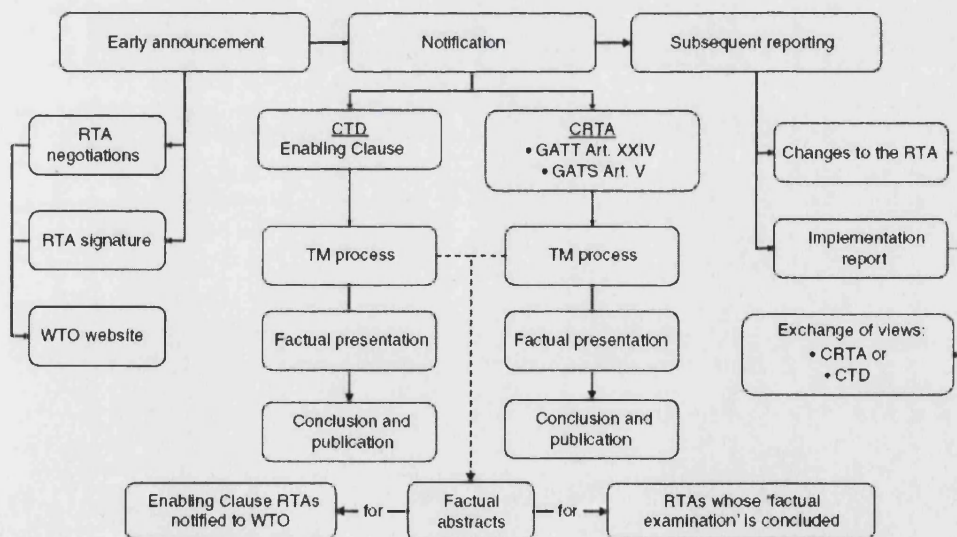 Early announcement
Notification
Subsequent reporting
RTA
negotiations
RTA signature
WTO website
CTD
Enabling Clause
CRTA
• GATT Art. XXIV
• GATS Art. V
TM process
TM process
Factual presentation
Factual presentation
Conclusion and
publication
Conclusion and
publication
Changes to the RTA
Implementation
report
Exchange of views:
• CRTA or
• CTD
Enabling Clause RTAs
notified to WTO
for
Factual
abstracts
for
RTAs whose 'factual
examination' is concluded